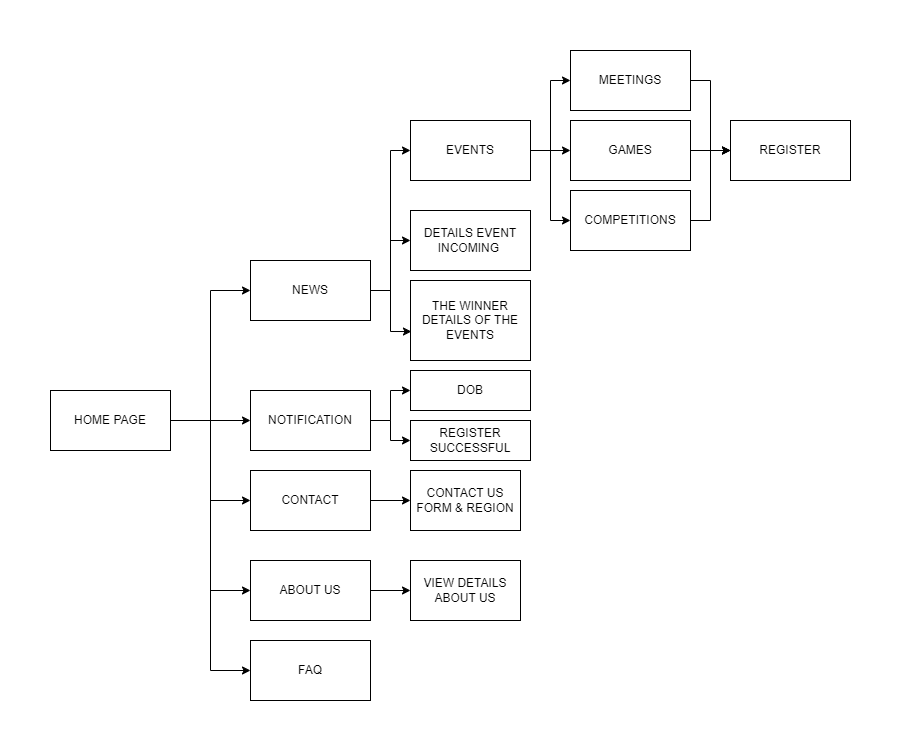 MEETINGS
EVENTS
GAMES
REGISTER
COMPETITIONS
DETAILS EVENT
INCOMING
NEWS
THE WINNER
DETAILS OF THE
EVENTS
HOME PAGE
NOTIFICATION
DOB
REGISTER
SUCCESSFUL
CONTACT
CONTACT US
FORM & REGION
ABOUT US
VIEW DETAILS
ABOUT US
FAQ